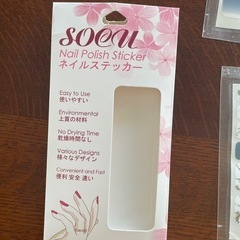 socu
Nail Polish Sticker
ネイルステッカー
Easy to Use
使いやすい
Environmental
上質の材料
No Drying Time
乾燥時間なし
Various Designs
様々なデザイン
Convenient and Fast
便利 安全 速い